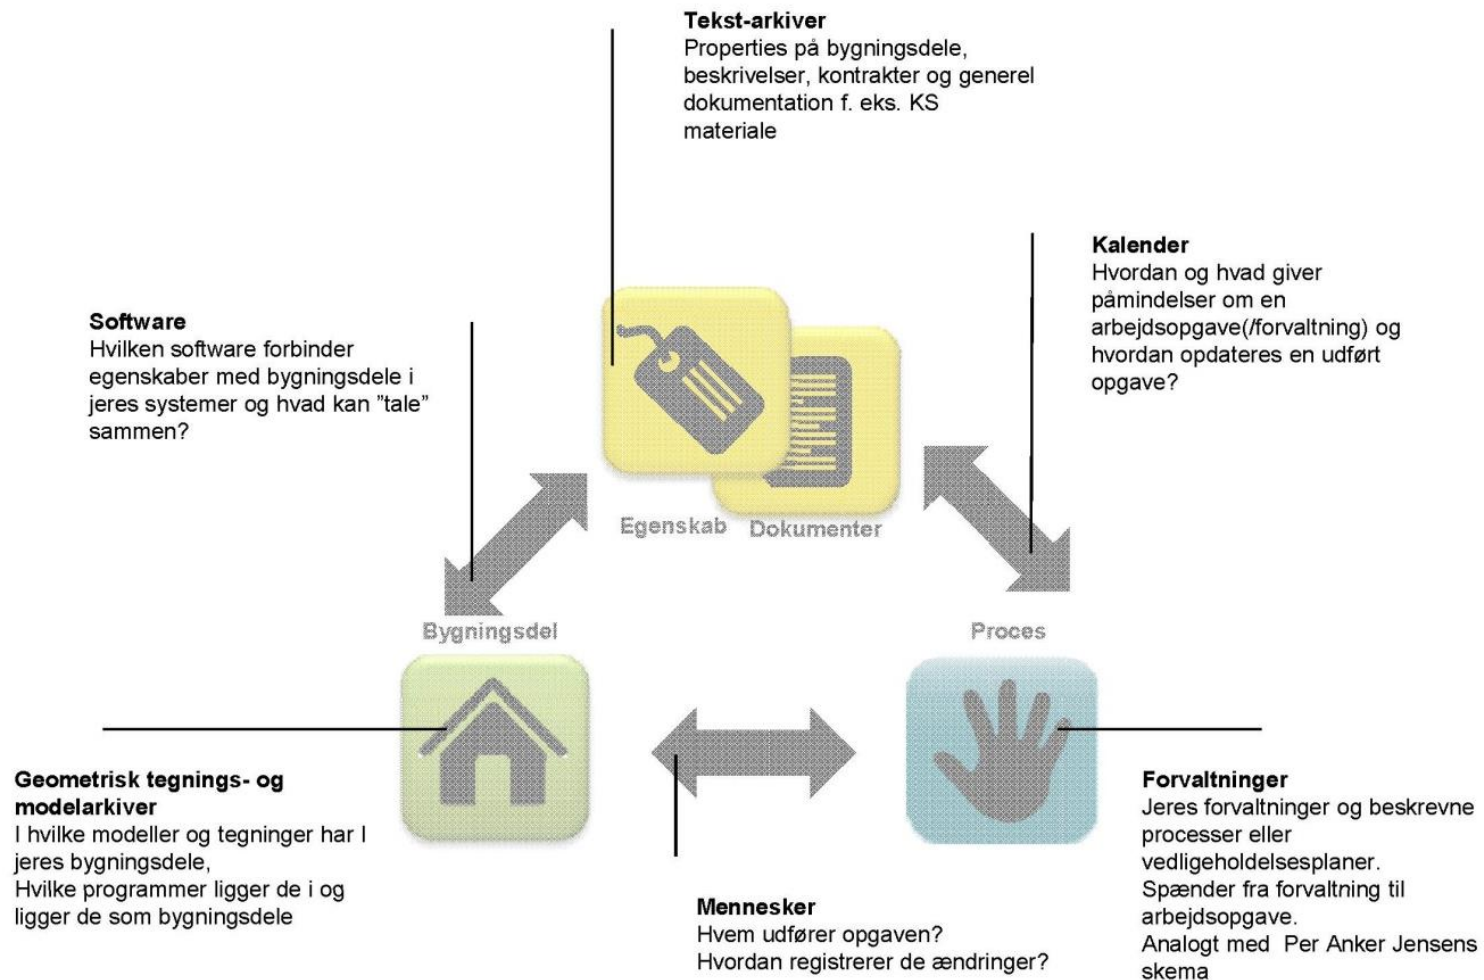 Tekst-arkiver
Properties på bygningsdele,
beskrivelser, kontrakter og generel
dokumentation f. eks. KS
materiale
Kalender
Hvordan og hvad giver
påmindelser om en
arbejdsopgave(/forvaltning) og
hvordan opdateres en udført
opgave?
Software
Hvilken software forbinder
egenskaber med bygningsdele i
jeres systemer og hvad kan ”tale”
sammen?
Egenskab
Dokumenter
Bygningsdel
Proces
Geometrisk tegnings- og
modelarkiver
I hvilke modeller og tegninger har I
jeres bygningsdele,
Hvilke programmer ligger de i og
ligger de som bygningsdele
Mennesker
Hvem udfører opgaven?
Hvordan registrerer de ændringer?
Forvaltninger
Jeres forvaltninger og beskrevne
processer eller
vedligeholdelsesplaner.
Spænder fra forvaltning til
arbejdsopgave.
Analogt med Per Anker Jensens
skema